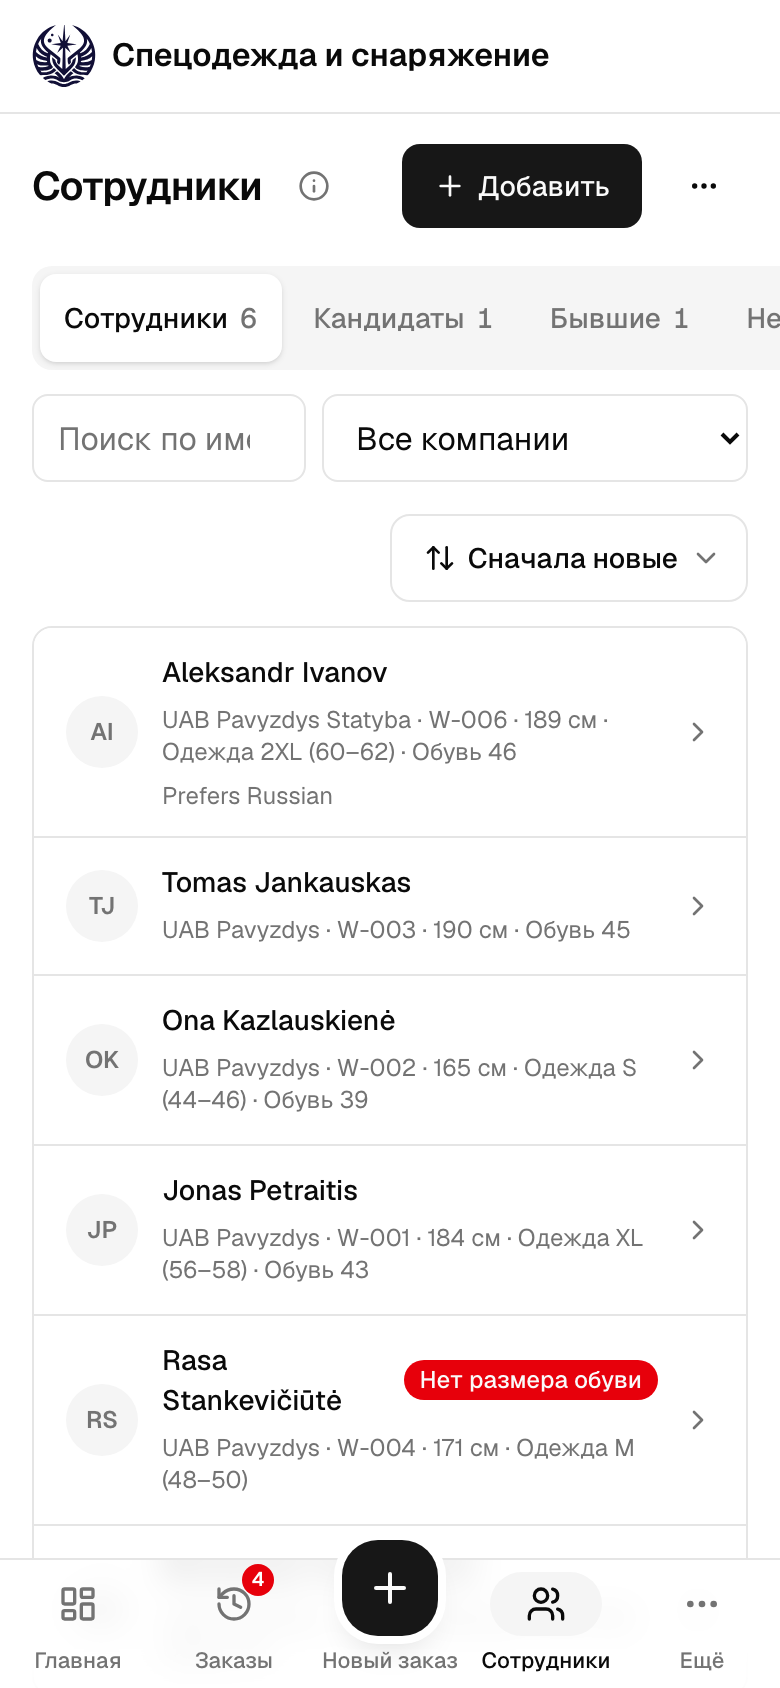 Спецодежда и снаряжение
Сотрудники
Добавить
Сотрудники 6 Кандидаты 1 Бывшие 1
Поиск по
Все компании
Сначала новые
Aleksandr Ivanov
AI
UAB Pavyzdys Statyba · W-006 · 189 см ·
Одежда 2XL (60–62) · Обувь 46
Prefers Russian
Tomas Jankauskas
TJ
UAB Pavyzdys · W-003 · 190 см · Обувь 45
Ona Kazlauskienė
OK
UAB Pavyzdys · W-002 · 165 см · Одежда S
(44–46) · Обувь 39
Jonas Petraitis
JP
UAB Pavyzdys · W-001 · 184 см · Одежда XL
(56–58) · Обувь 43
Rasa
Stankevičiūtė
Нет размера обуви
RS
UAB Pavyzdys · W-004 · 171 см · Одежда M
(48–50)
4
Главная Заказы Новый заказ Сотрудники Ещё